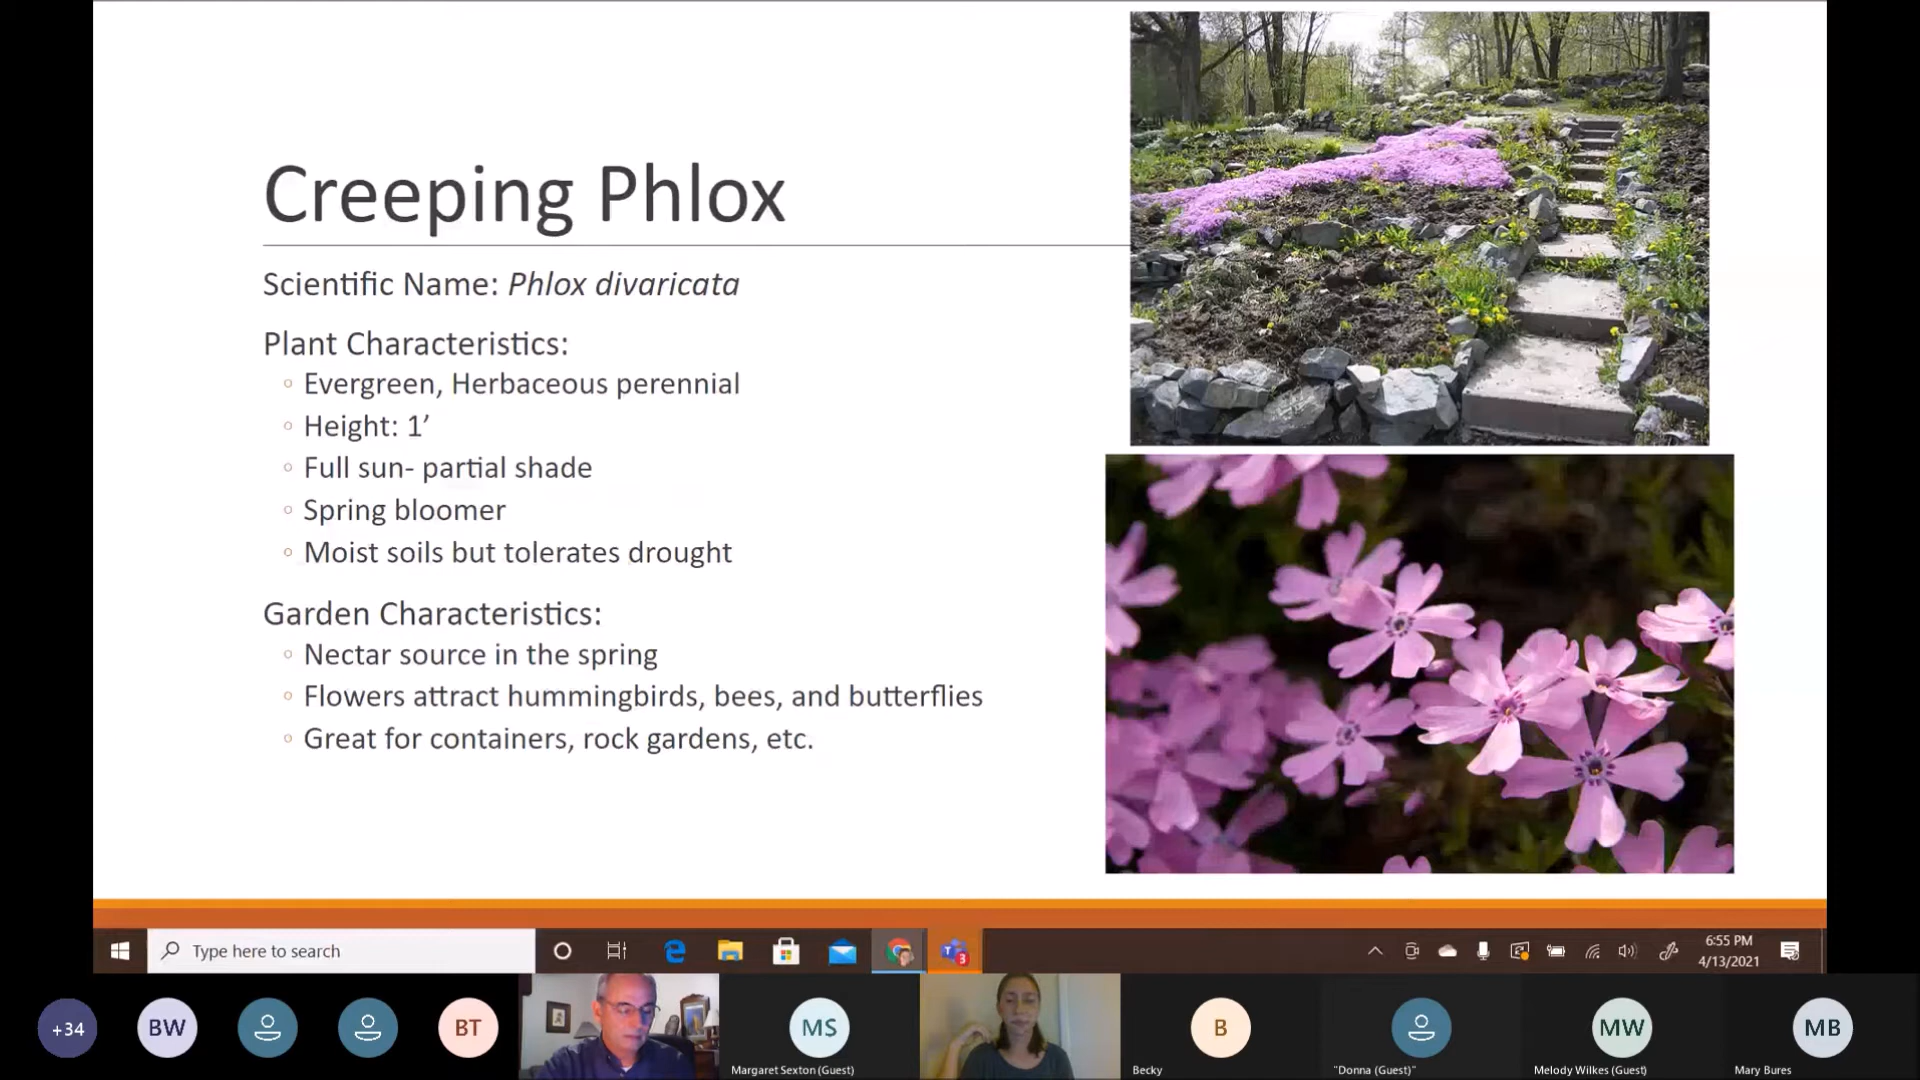 Creeping Phlox
Scientific Name: Phlox divaricata
Plant Characteristics:
◦ Evergreen, Herbaceous perennial
◦ Height: 1’
◦ Full sun- partial shade
◦ Spring bloomer
◦ Moist soils but tolerates drought
Garden Characteristics:
◦ Nectar source in the spring
◦ Flowers attract hummingbirds, bees, and butterflies
◦ Great for containers, rock gardens, etc.
Type here to search
T
3
6:55 PM
4/13/2021
+34
BW
BT
MS
B
MW
MB
Margaret Sexton (Guest)
Becky
"Donna (Guest)"
Melody Wilkes (Guest)
Mary Bures